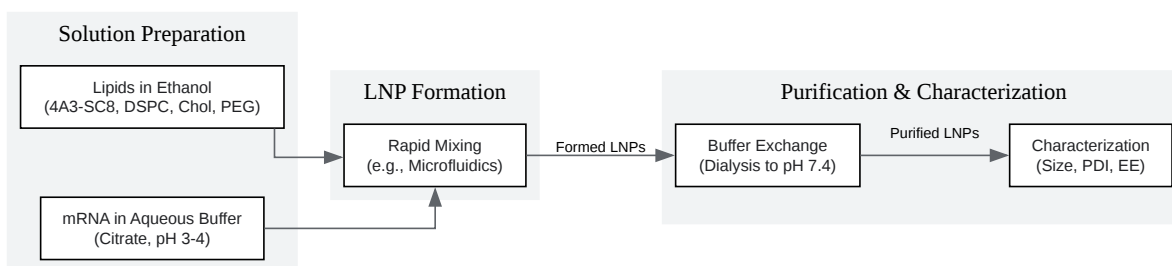 Solution Preparation
Lipids in Ethanol
(4A3-SC8, DSPC, Chol, PEG)
mRNA in Aqueous Buffer
(Citrate, pH 3-4)
LNP Formation
Rapid Mixing
(e.g., Microfluidics)
Formed LNPs
Purification & Characterization
Buffer Exchange
(Dialysis to pH 7.4)
Purified LNPs
Characterization
(Size, PDI, EE)